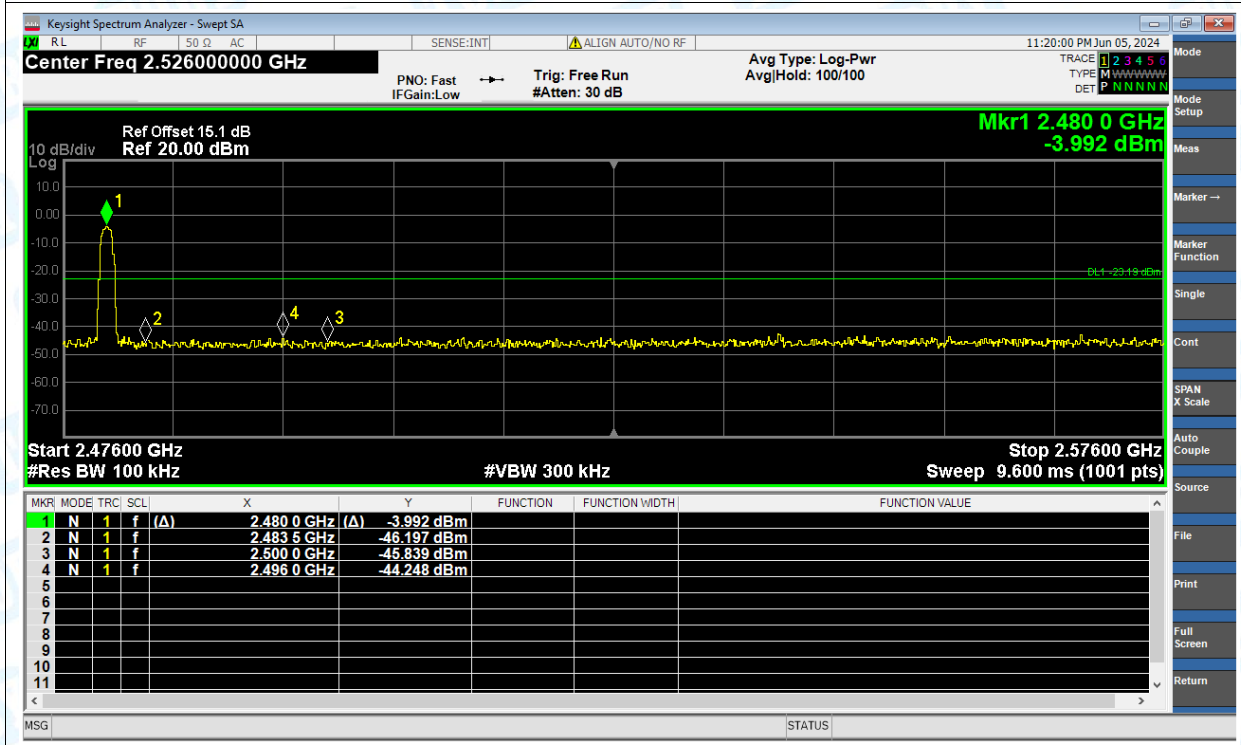 Keysight Spectrum Analyzer - Swept SA
LXI RL RF 50 Ω AC SENSE:INT ALIGN AUTO/NO RF 11:20:00 PM Jun 05, 2024
Center Freq 2.526000000 GHz
PNO: Fast
IFGain:Low
Trig: Free Run
#Atten: 30 dB
Avg Type: Log-Pwr
Avg|Hold: 100/100
TRACE 1 2 3 4 5 6
TYPE M WWWWW
DET P N N N N N
Mkr1 2.480 0 GHz
-3.992 dBm
Ref Offset 15.1 dB
10 dB/div Ref 20.00 dBm
Log
10.0
0.00
-10.0
-20.0
-30.0
-40.0
-50.0
-60.0
-70.0
1
2
4
3
DL1 -23.19 dBm
Start 2.47600 GHz Stop 2.57600 GHz
#Res BW 100 kHz #VBW 300 kHz Sweep 9.600 ms (1001 pts)
MKR MODE TRC SCL X Y FUNCTION FUNCTION WIDTH FUNCTION VALUE
1 N 1 f (Δ) 2.480 0 GHz (Δ) -3.992 dBm
2 N 1 f 2.483 5 GHz -46.197 dBm
3 N 1 f 2.500 0 GHz -45.839 dBm
4 N 1 f 2.496 0 GHz -44.248 dBm
5
6
7
8
9
10
11
MSG STATUS
Mode
Mode
Setup
Meas
Marker →
Marker
Function
Single
Cont
SPAN
X Scale
Auto
Couple
Source
File
Print
Full
Screen
Return